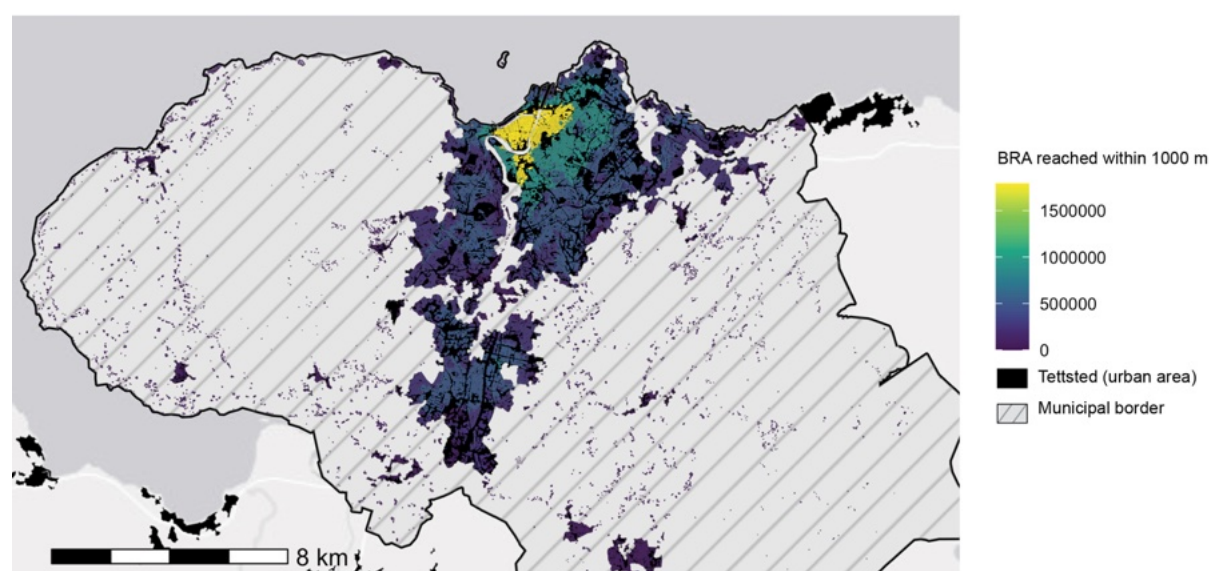 BRA reached within 1000 m
1500000
1000000
500000
0
Tettsted (urban area)
Municipal border
8 km